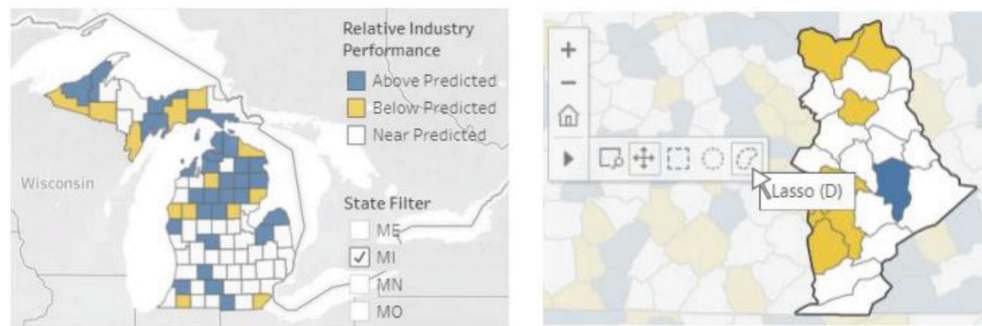 Relative Industry
Performance
Above Predicted
Below Predicted
Near Predicted
Wisconsin
State Filter
ME
MI
MN
MO
Lasso (D)